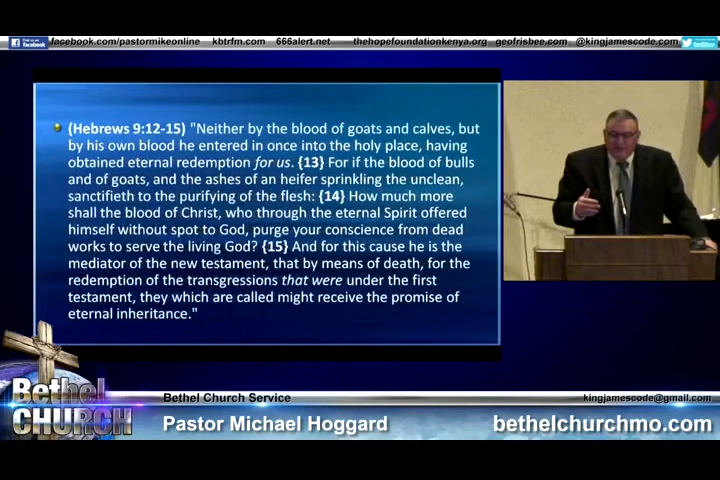 Find us on facebook
facebook.com/pastormikeonline kbtrfm.com 666alert.net thehopefoundationkenya.org geofrisbee.com @kingjamescode.com
(Hebrews 9:12-15) "Neither by the blood of goats and calves, but
by his own blood he entered in once into the holy place, having
obtained eternal redemption for us. {13} For if the blood of bulls
and of goats, and the ashes of an heifer sprinkling the unclean,
sanctifieth to the purifying of the flesh: {14} How much more
shall the blood of Christ, who through the eternal Spirit offered
himself without spot to God, purge your conscience from dead
works to serve the living God? {15} And for this cause he is the
mediator of the new testament, that by means of death, for the
redemption of the transgressions that were under the first
testament, they which are called might receive the promise of
eternal inheritance."
Bethel
CHURCH
Bethel Church Service
kingjamescode@gmail.com
Pastor Michael Hoggard
bethelchurchmo.com